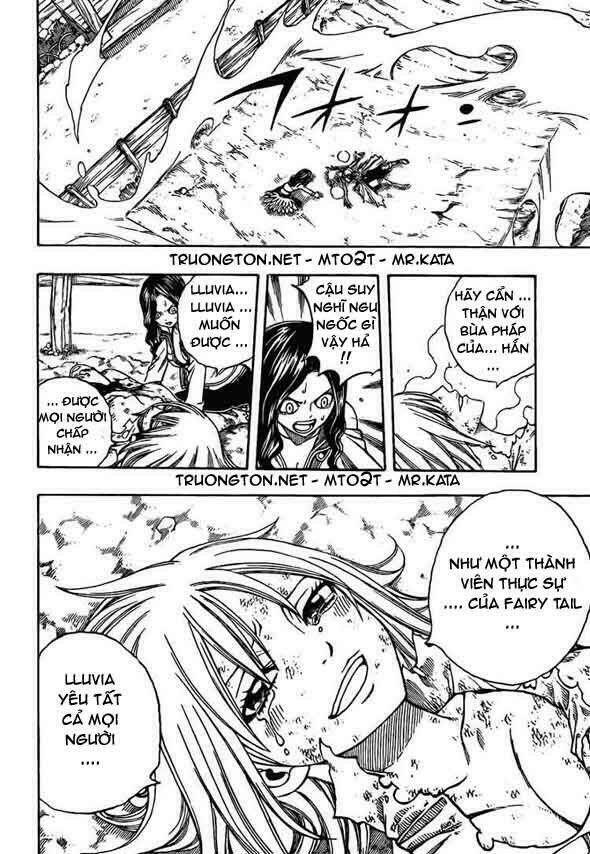 フッ
TRUONGTON.NET - MTO2T - MR.KATA
HÃY CẨN ...
THẬN VỚI
BÙA PHÁP
CỦA... HẮN
...
CẬU SUY
NGHĨ NGU
NGỐC GÌ
VẬY HẢ
!!
LLUVIA...
LLUVIA ...
MUỐN
ĐƯỢC ...
... ĐƯỢC
MỌI NGƯỜI
CHẤP
NHẬN ...
TRUONGTON.NET - MTO2T - MR.KATA
...
NHƯ MỘT THÀNH
VIÊN THỰC SỰ
.... CỦA FAIRY TAIL
...
LLUVIA
YÊU TẤT
CẢ MỌI
NGƯỜI
....